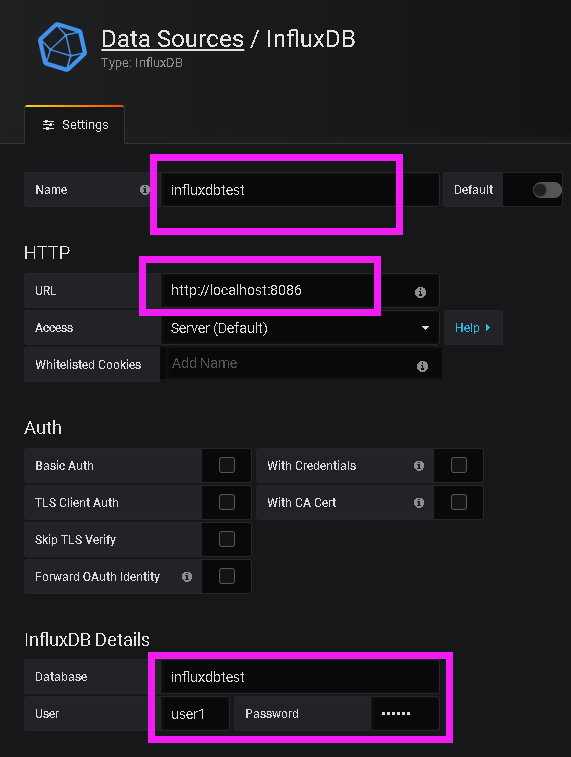 Data Sources / InfluxDB
Type: InfluxDB
Settings
Name influxdbtest Default
HTTP
URL http://localhost:8086
Access Server (Default) Help
Whitelisted Cookies Add Name
Auth
Basic Auth With Credentials
TLS Client Auth With CA Cert
Skip TLS Verify
Forward OAuth Identity
InfluxDB Details
Database influxdbtest
User user1 Password ••••••